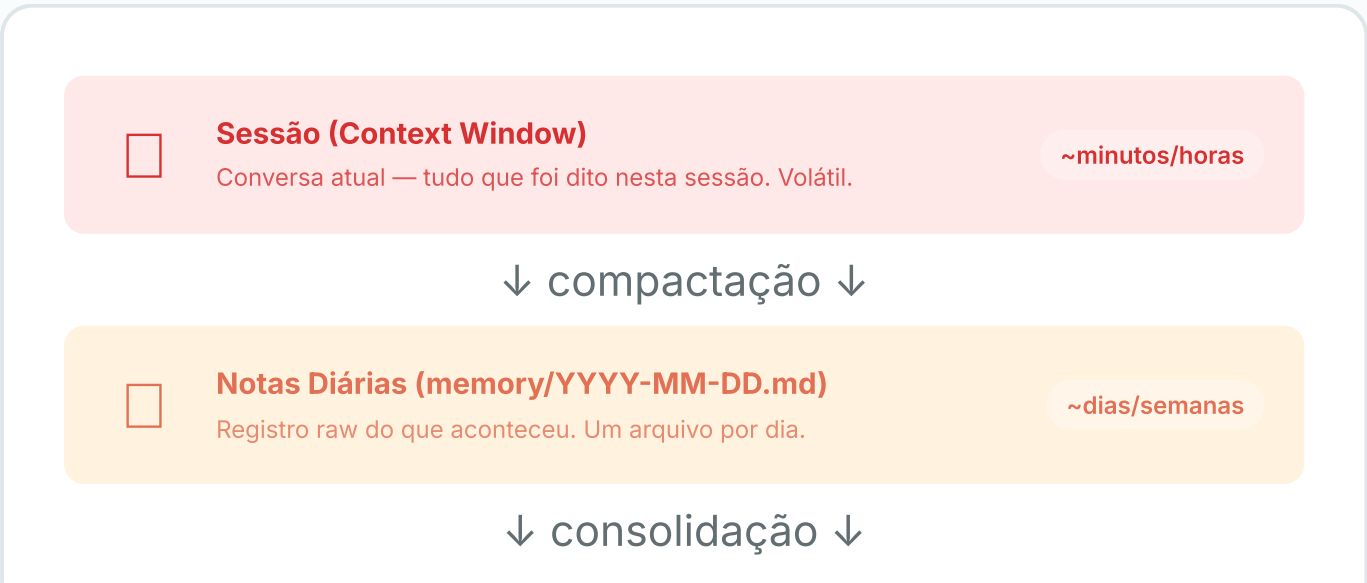 Sessão (Context Window)
Conversa atual — tudo que foi dito nesta sessão. Volátil.
~minutos/horas
↓ compactação ↓
Notas Diárias (memory/YYYY-MM-DD.md)
Registro raw do que aconteceu. Um arquivo por dia.
~dias/semanas
↓ consolidação ↓